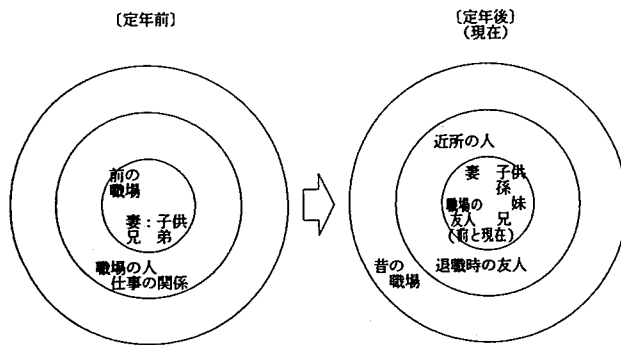 〔定年前〕
前の
職場
妻：子供
兄　弟
職場の人
仕事の関係
〔定年後〕
（現在）
近所の人
妻　子供
孫
職場の　妹
友人　兄
（前と現在）
昔の
職場
退職時の友人